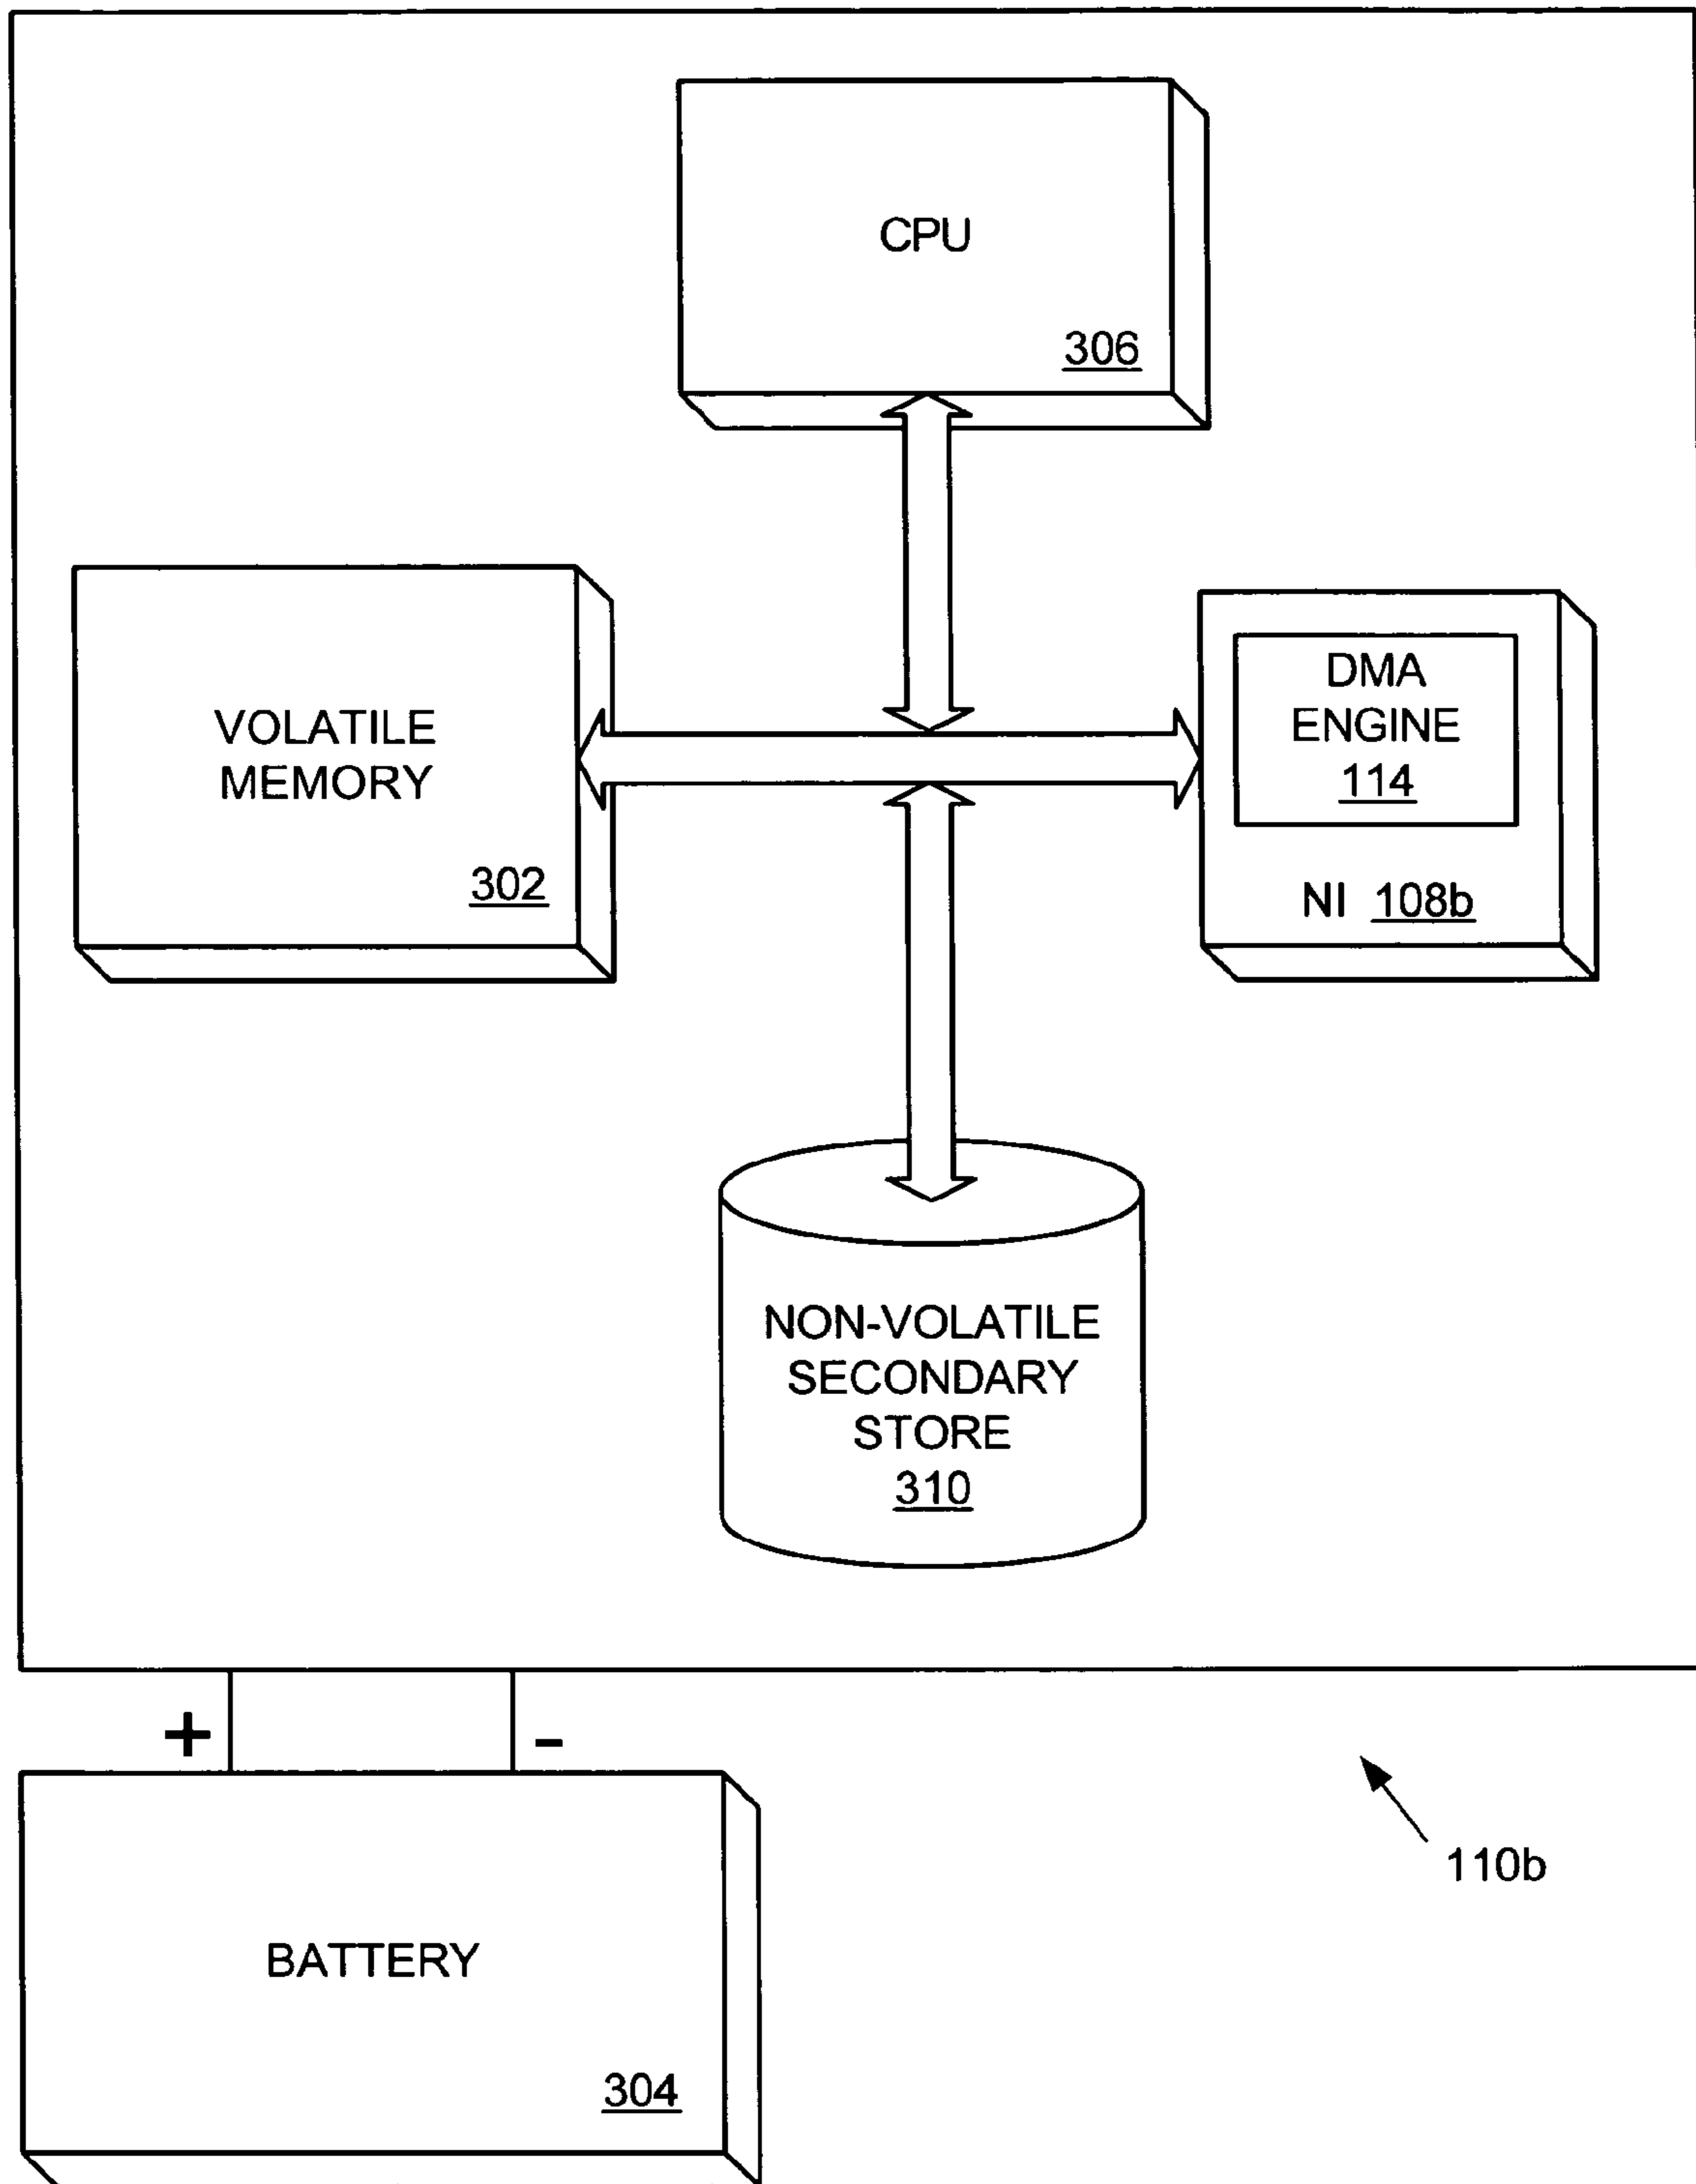 CPU
306
VOLATILE
MEMORY
302
DMA
ENGINE
114
NI 108b
NON-VOLATILE
SECONDARY
STORE
310
+ -
110b
BATTERY
304